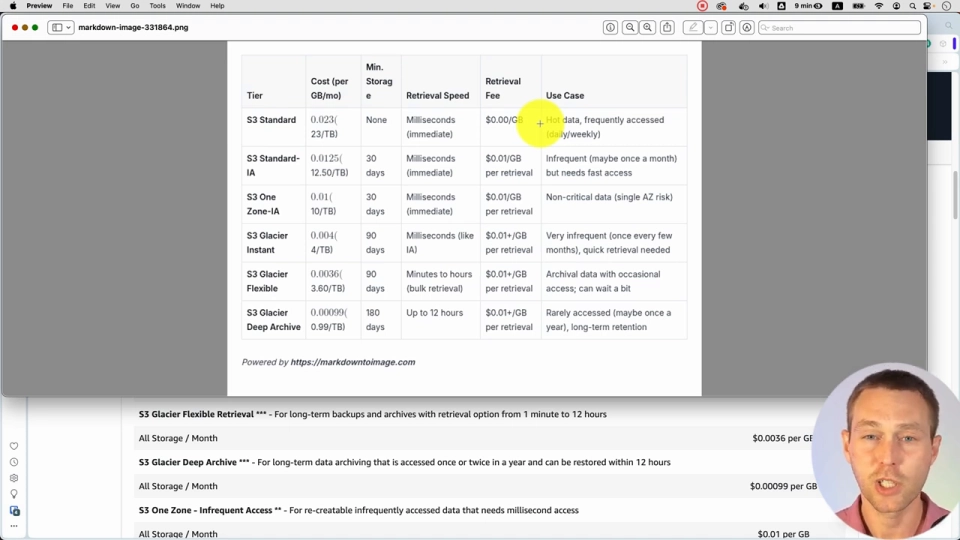 Preview File Edit View Go Tools Window Help 9 min
markdown-image-331864.png Search
Tier
Cost (per
GB/mo)
Min.
Storag
e
Retrieval Speed
Retrieval
Fee
Use Case
S3 Standard
0.023(
23/TB)
None
Milliseconds
(immediate)
$0.00/GB
Hot data, frequently accessed
(daily/weekly)
S3 Standard-
IA
0.0125(
12.50/TB)
30
days
Milliseconds
(immediate)
$0.01/GB
per retrieval
Infrequent (maybe once a month)
but needs fast access
S3 One
Zone-IA
0.01(
10/TB)
30
days
Milliseconds
(immediate)
$0.01/GB
per retrieval
Non-critical data (single AZ risk)
S3 Glacier
Instant
0.004(
4/TB)
90
days
Milliseconds (like
IA)
$0.01+/GB
per retrieval
Very infrequent (once every few
months), quick retrieval needed
S3 Glacier
Flexible
0.0036(
3.60/TB)
90
days
Minutes to hours
(bulk retrieval)
$0.01+/GB
per retrieval
Archival data with occasional
access; can wait a bit
S3 Glacier
Deep Archive
0.00099(
0.99/TB)
180
days
Up to 12 hours
$0.01+/GB
per retrieval
Rarely accessed (maybe once a
year), long-term retention
Powered by https://markdowntoimage.com
S3 Glacier Flexible Retrieval *** - For long-term backups and archives with retrieval option from 1 minute to 12 hours
All Storage / Month $0.0036 per GB
S3 Glacier Deep Archive *** - For long-term data archiving that is accessed once or twice in a year and can be restored within 12 hours
All Storage / Month $0.00099 per GB
S3 One Zone - Infrequent Access ** - For re-creatable infrequently accessed data that needs millisecond access
All Storage / Month $0.01 per GB